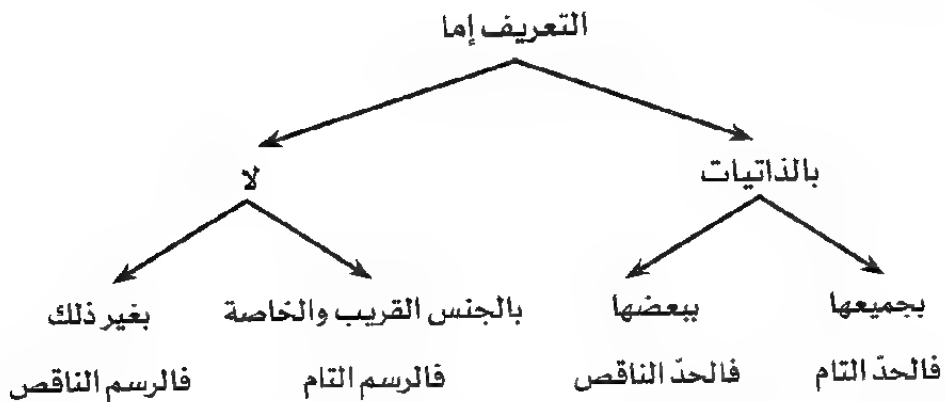 التعريف إما
بالذاتيات لا
بجميعها ببعضها بالجنس القريب والخاصة بغير ذلك
فالحدّ التام فالحدّ الناقص فالرسم التام فالرسم الناقص